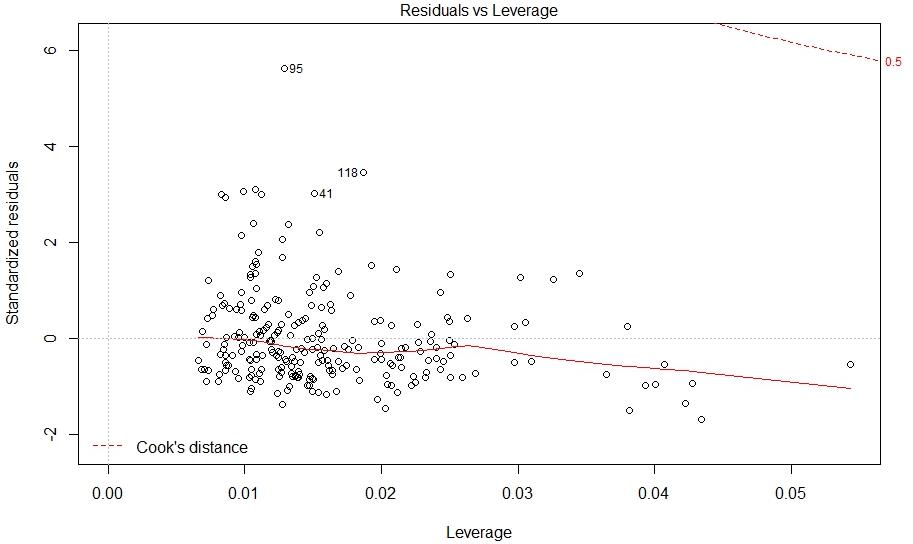 Residuals vs Leverage
6
4
2
0
-2
Standardized residuals
95
118
41
0.5
Cook's distance
0.00 0.01 0.02 0.03 0.04 0.05
Leverage